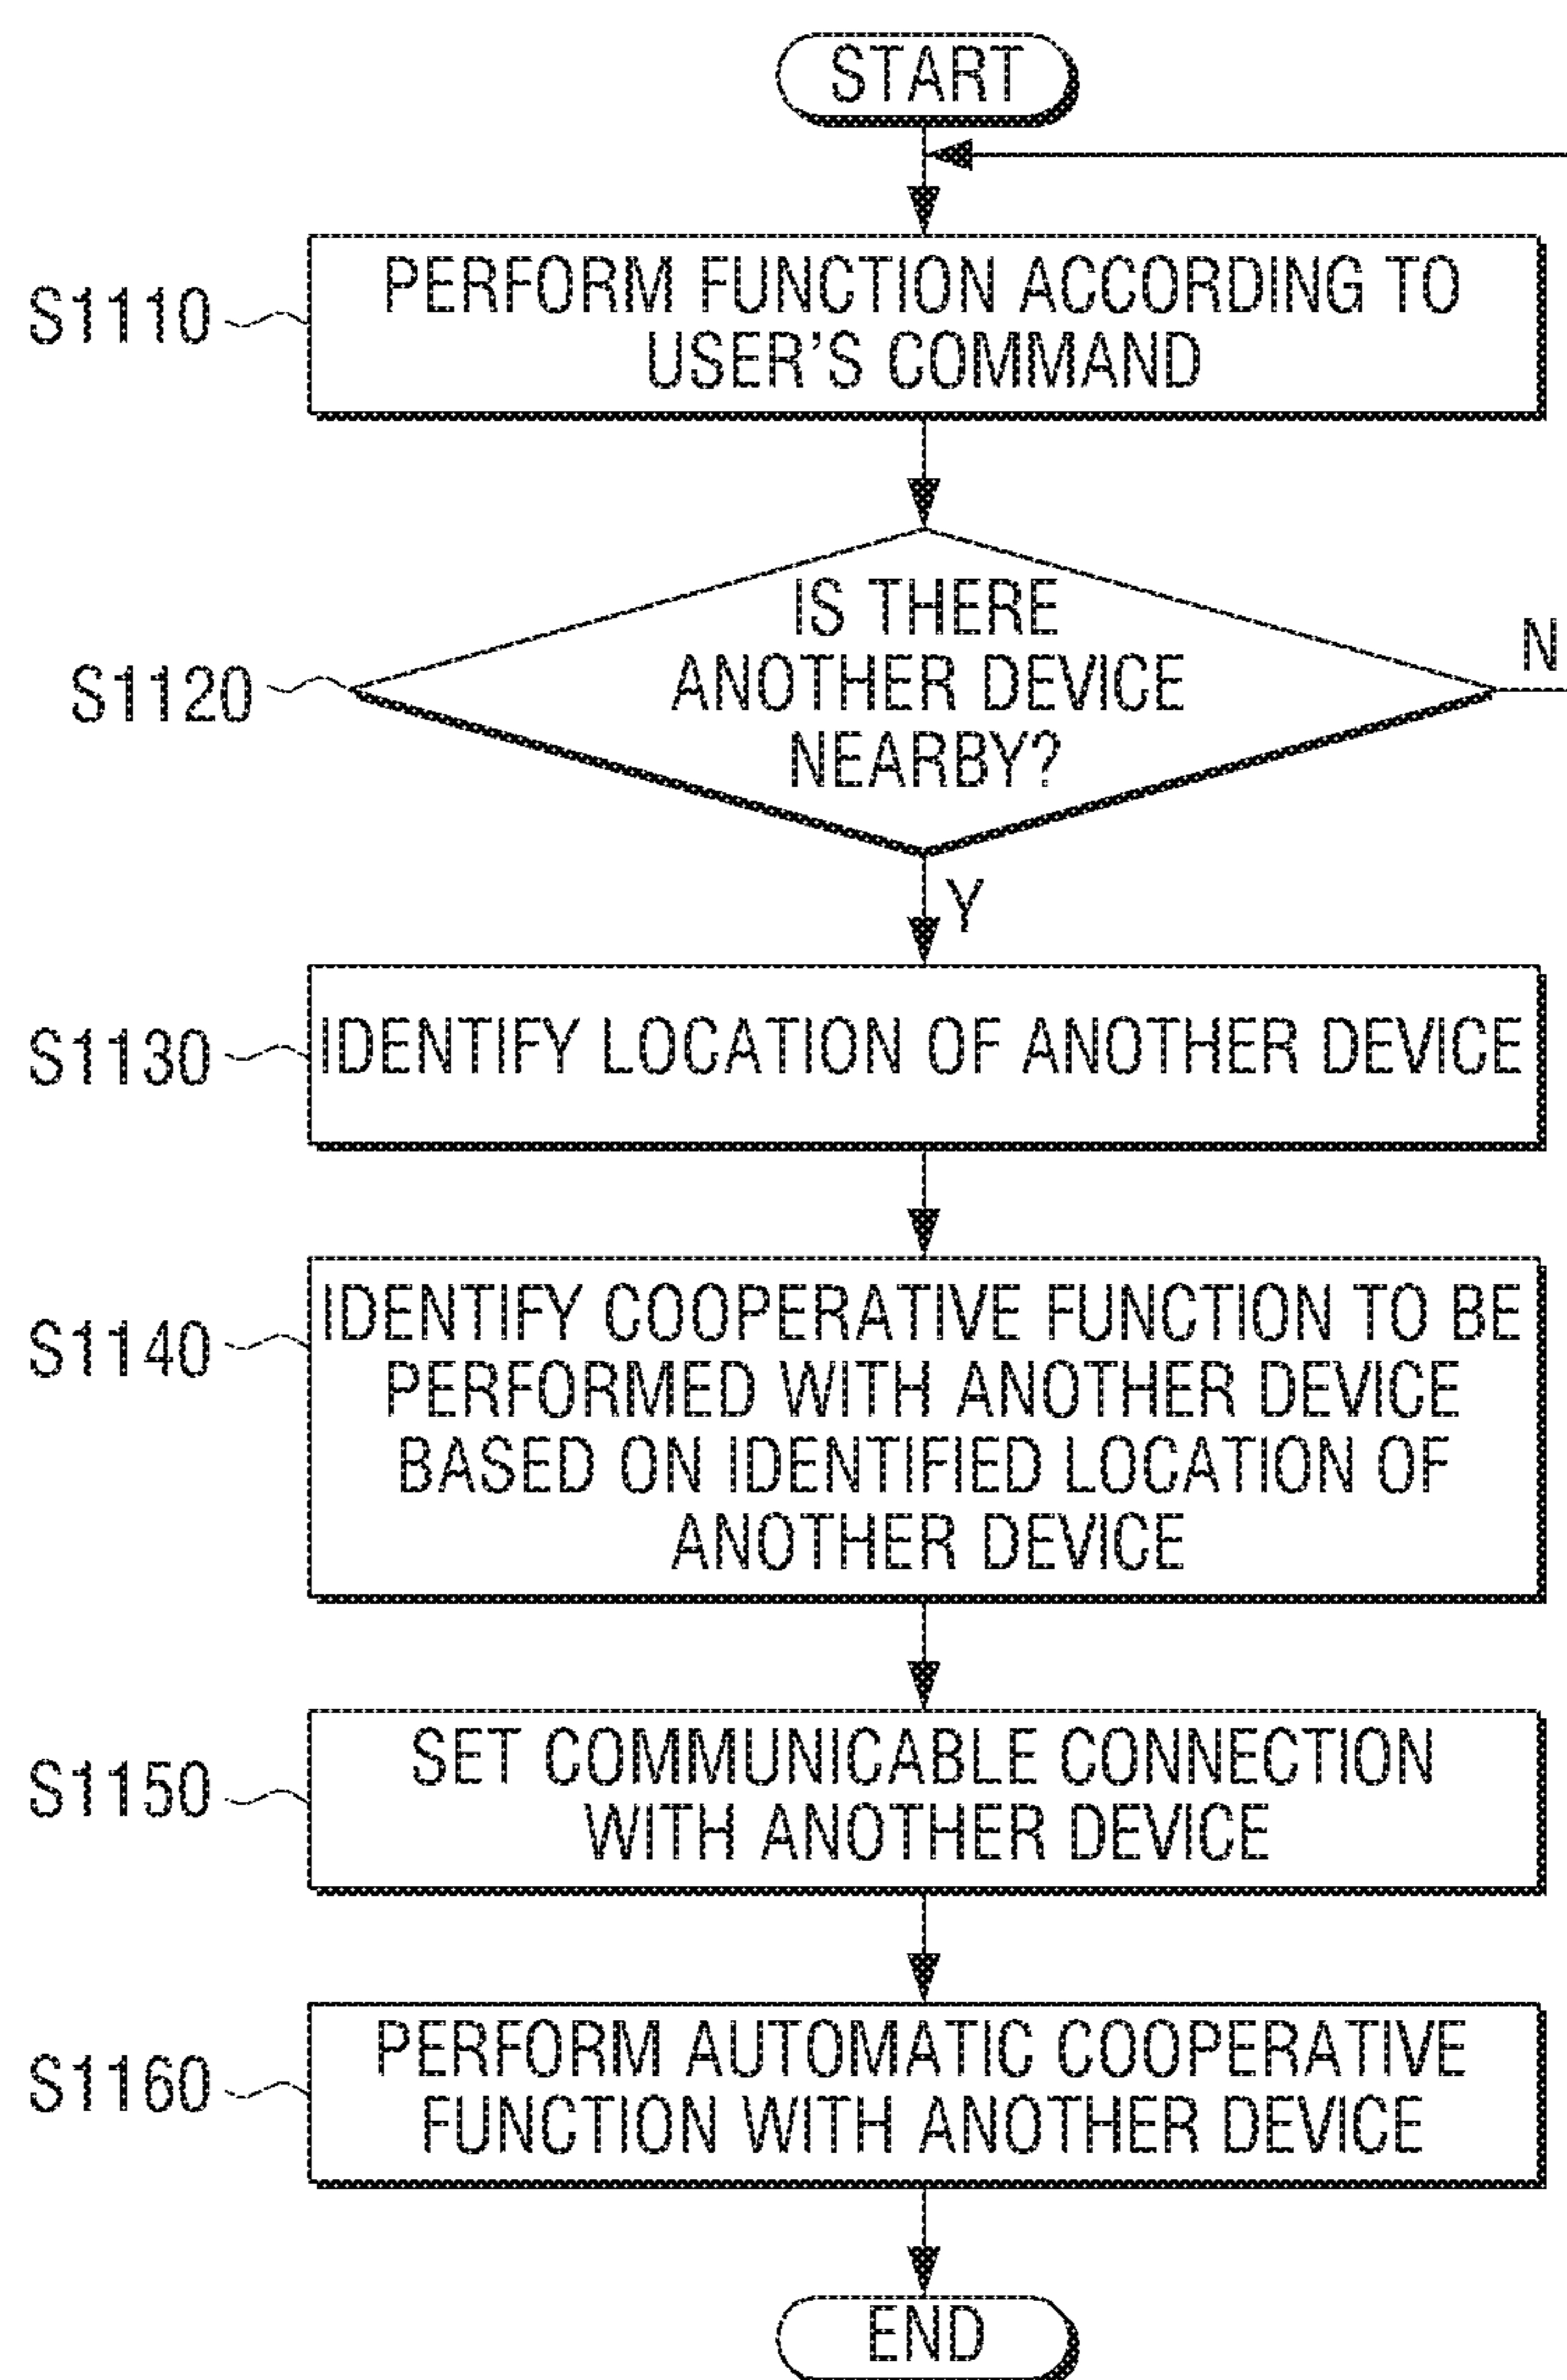 START
S1110
PERFORM FUNCTION ACCORDING TO
USER'S COMMAND
S1120
IS THERE
ANOTHER DEVICE
NEARBY?
N
Y
S1130
IDENTIFY LOCATION OF ANOTHER DEVICE
S1140
IDENTIFY COOPERATIVE FUNCTION TO BE
PERFORMED WITH ANOTHER DEVICE
BASED ON IDENTIFIED LOCATION OF
ANOTHER DEVICE
S1150
SET COMMUNICABLE CONNECTION
WITH ANOTHER DEVICE
S1160
PERFORM AUTOMATIC COOPERATIVE
FUNCTION WITH ANOTHER DEVICE
END